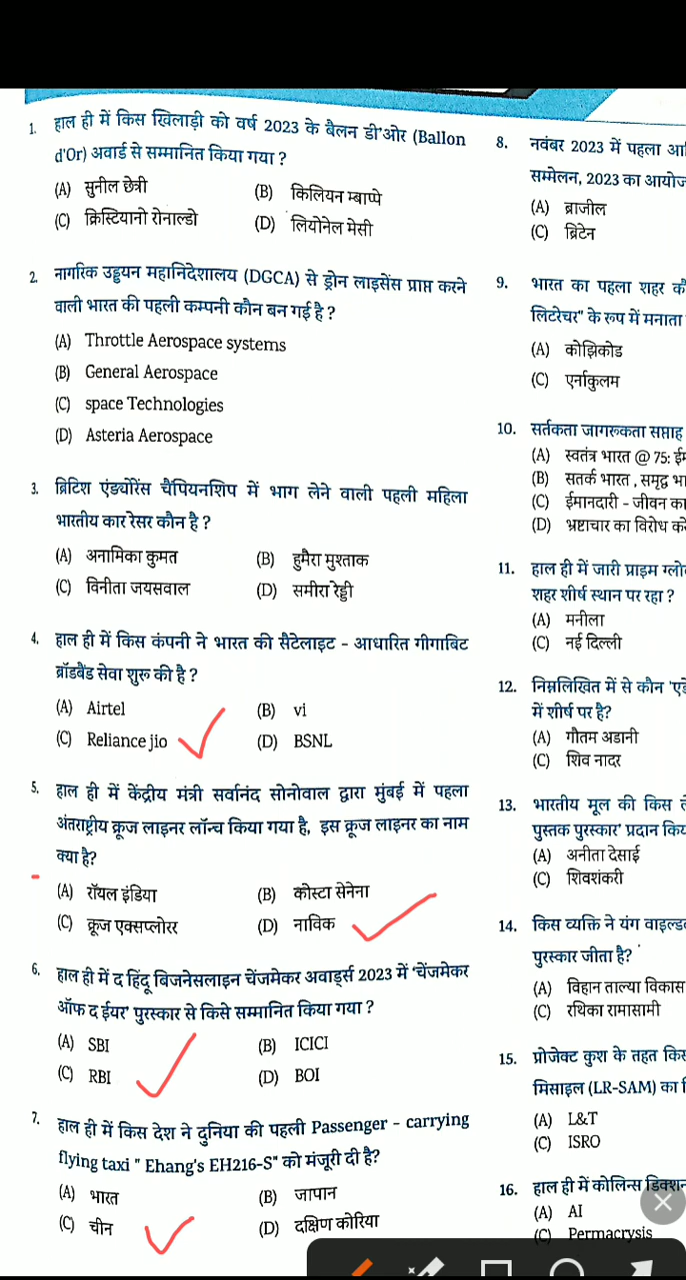 1. हाल ही में किस खिलाड़ी को वर्ष 2023 के बैलन डी'ओर (Ballon
d'Or) अवार्ड से सम्मानित किया गया ?
(A) सुनील छेत्री (B) किलियन म्बाप्पे
(C) क्रिस्टियानो रोनाल्डो (D) लियोनेल मेसी
2. नागरिक उड्डयन महानिदेशालय (DGCA) से ड्रोन लाइसेंस प्राप्त करने
वाली भारत की पहली कम्पनी कौन बन गई है ?
(A) Throttle Aerospace systems
(B) General Aerospace
(C) space Technologies
(D) Asteria Aerospace
3. ब्रिटिश एंड्योरेंस चैंपियनशिप में भाग लेने वाली पहली महिला
भारतीय कार रेसर कौन है ?
(A) अनामिका कुमत (B) हुमैरा मुश्ताक
(C) विनीता जयसवाल (D) समीरा रेड्डी
4. हाल ही में किस कंपनी ने भारत की सैटेलाइट - आधारित गीगाबिट
ब्रॉडबैंड सेवा शुरू की है ?
(A) Airtel (B) vi
(C) Reliance jio (D) BSNL
5. हाल ही में केंद्रीय मंत्री सर्वानंद सोनोवाल द्वारा मुंबई में पहला
अंतराष्ट्रीय क्रूज लाइनर लॉन्च किया गया है, इस क्रूज लाइनर का नाम
क्या है?
(A) रॉयल इंडिया (B) कोस्टा सेनेना
(C) क्रूज एक्सप्लोरर (D) नाविक
6. हाल ही में द हिंदू बिजनेसलाइन चेंजमेकर अवार्ड्स 2023 में 'चेंजमेकर
ऑफ द ईयर' पुरस्कार से किसे सम्मानित किया गया ?
(A) SBI (B) ICICI
(C) RBI (D) BOI
7. हाल ही में किस देश ने दुनिया की पहली Passenger - carrying
flying taxi " Ehang's EH216-S" को मंजूरी दी है?
(A) भारत (B) जापान
(C) चीन (D) दक्षिण कोरिया
8. नवंबर 2023 में पहला
सम्मेलन, 2023 का
(A) ब्राजील
(C) ब्रिटेन
9. भारत का पहला शहर
लिटरेचर" के रूप में मनाता
(A) कोझिकोड
(C) एर्नाकुलम
10. सर्तकता जागरूकता सप्ताह
(A) स्वतंत्र भारत @ 75:
(B) सतर्क भारत , समृद्ध
(C) ईमानदारी - जीवन का
(D) भ्रष्टाचार का विरोध
11. हाल ही में जारी प्राइम
शहर शीर्ष स्थान पर रहा ?
(A) मनीला
(C) नई दिल्ली
12. निम्नलिखित में से कौन
में शीर्ष पर है?
(A) गौतम अडानी
(C) शिव नादर
13. भारतीय मूल की किस
पुस्तक पुरस्कार' प्रदान
(A) अनीता देसाई
(C) शिवशंकरी
14. किस व्यक्ति ने यंग
पुरस्कार जीता है?
(A) विहान ताल्या विकास
(C) रथिका रामासामी
15. प्रोजेक्ट कुश के तहत
मिसाइल (LR-SAM) का
(A) L&T
(C) ISRO
16. हाल ही में कोलिन्स
(A) AI
(C) Permacrysis